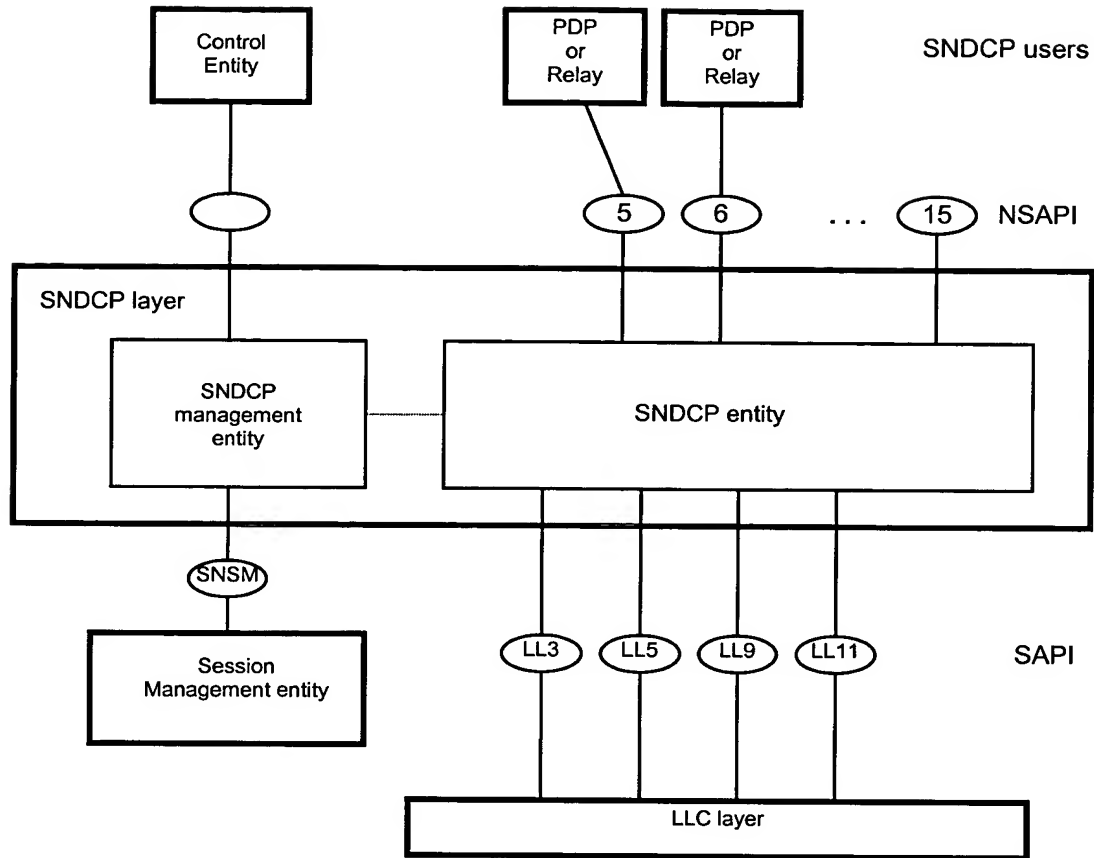 Control
Entity
PDP
or
Relay
PDP
or
Relay
SNDCP users
5
6
. . .
15
NSAPI
SNDCP layer
SNDCP
management
entity
SNDCP entity
SNSM
LL3
LL5
LL9
LL11
SAPI
Session
Management entity
LLC layer